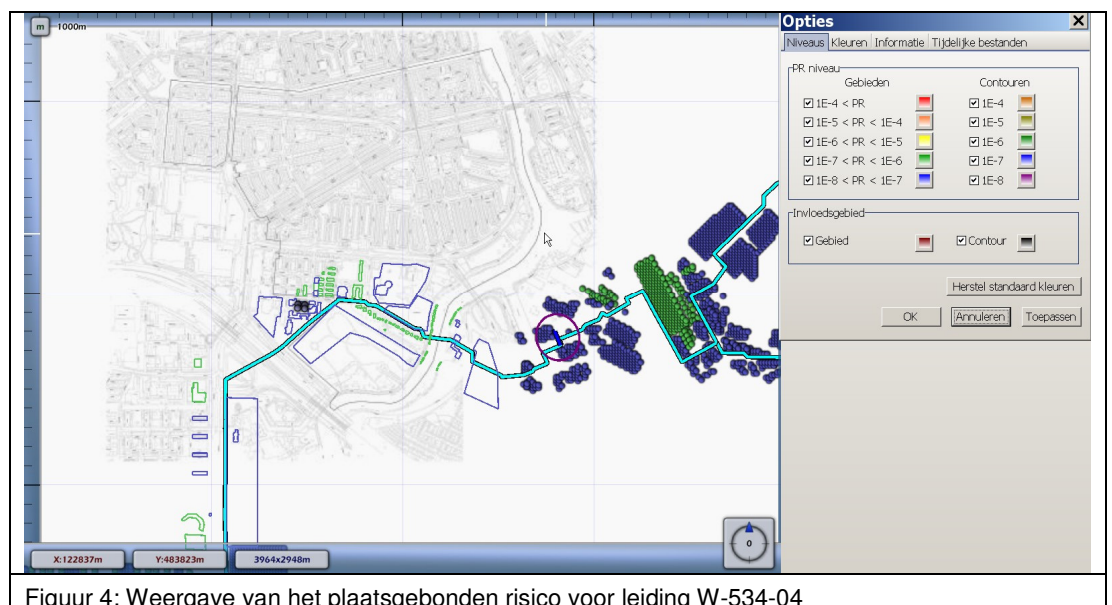 m 1000m
Opties
Niveaus Kleuren Informatie Tijdelijke bestanden
PR niveau
Gebieden Contouren
1E-4 < PR 1E-4
1E-5 < PR < 1E-4 1E-5
1E-6 < PR < 1E-5 1E-6
1E-7 < PR < 1E-6 1E-7
1E-8 < PR < 1E-7 1E-8
Invloedsgebied
Gebied Contour
Herstel standaard kleuren
OK Annuleren Toepassen
0
X:122837m Y:483823m 3964x2948m
Figuur 4: Weergave van het plaatsgebonden risico voor leiding W-534-04